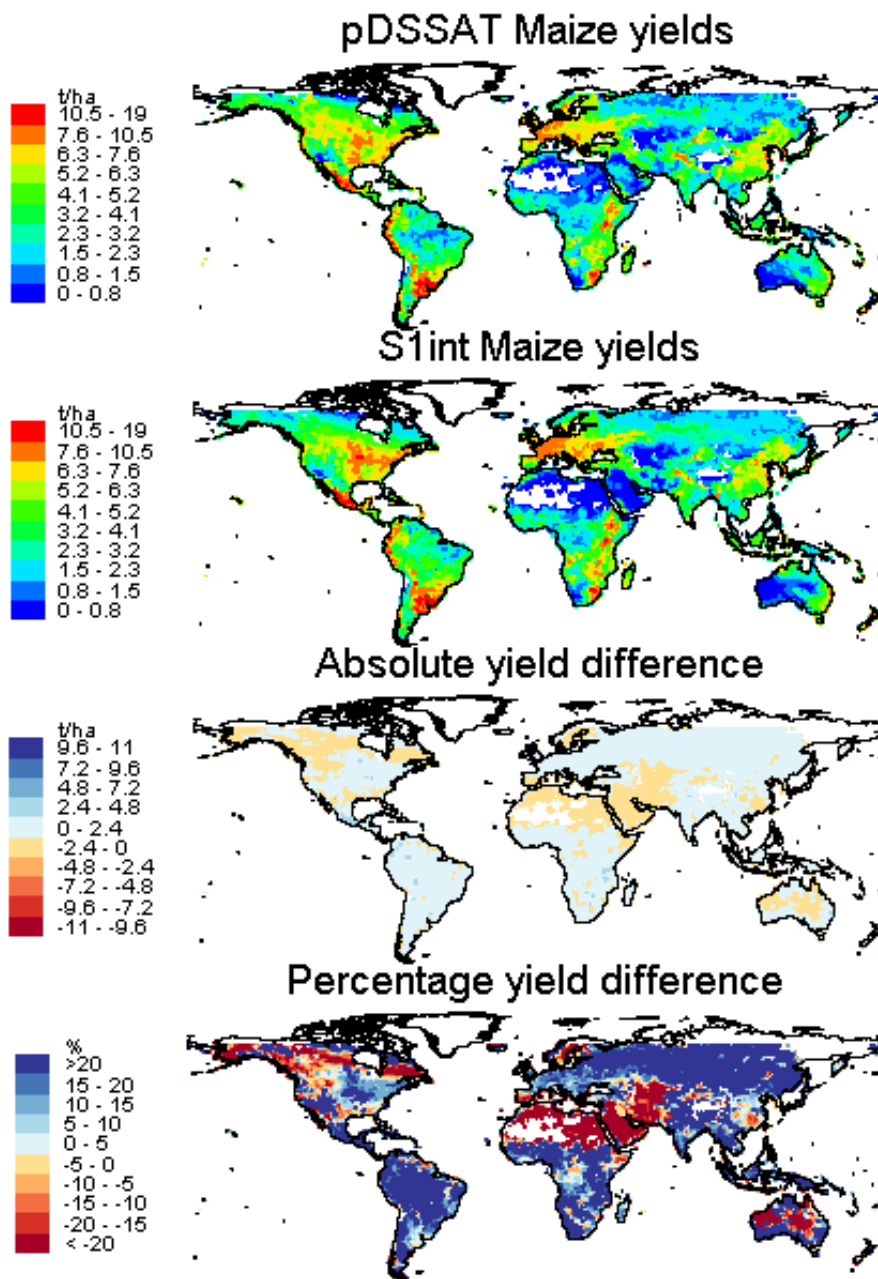 pDSSAT Maize yields
t/ha
10.5 - 19
7.6 - 10.5
6.3 - 7.6
5.2 - 6.3
4.1 - 5.2
3.2 - 4.1
2.3 - 3.2
1.5 - 2.3
0.8 - 1.5
0 - 0.8
S1int Maize yields
t/ha
10.5 - 19
7.6 - 10.5
6.3 - 7.6
5.2 - 6.3
4.1 - 5.2
3.2 - 4.1
2.3 - 3.2
1.5 - 2.3
0.8 - 1.5
0 - 0.8
Absolute yield difference
t/ha
9.6 - 11
7.2 - 9.6
4.8 - 7.2
2.4 - 4.8
0 - 2.4
-2.4 - 0
-4.8 - -2.4
-7.2 - -4.8
-9.6 - -7.2
-11 - -9.6
Percentage yield difference
%
>20
15 - 20
10 - 15
5 - 10
0 - 5
-5 - 0
-10 - -5
-15 - -10
-20 - -15
< -20